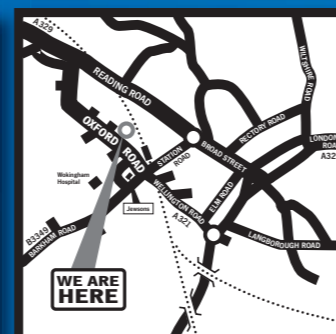 A329
READING ROAD
WILTSHIRE ROAD
OXFORD ROAD
RECTORY ROAD
LONDON
ROA
A32
STATION
ROAD
BROAD STREET
Wokingham
Hospital
ELM ROAD
WELLINGTON ROAD
A321
Jewsons
B3349
BARKHAM ROAD
LANGBOROUGH ROAD
WE ARE
HERE